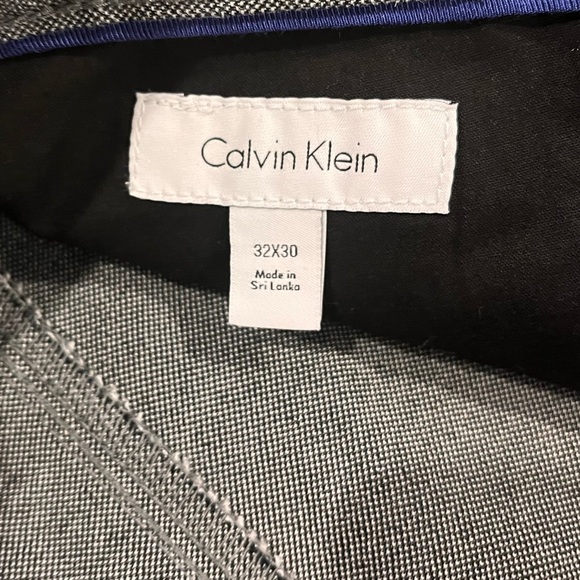 Calvin Klein
32X30
Made in
Sri Lanka